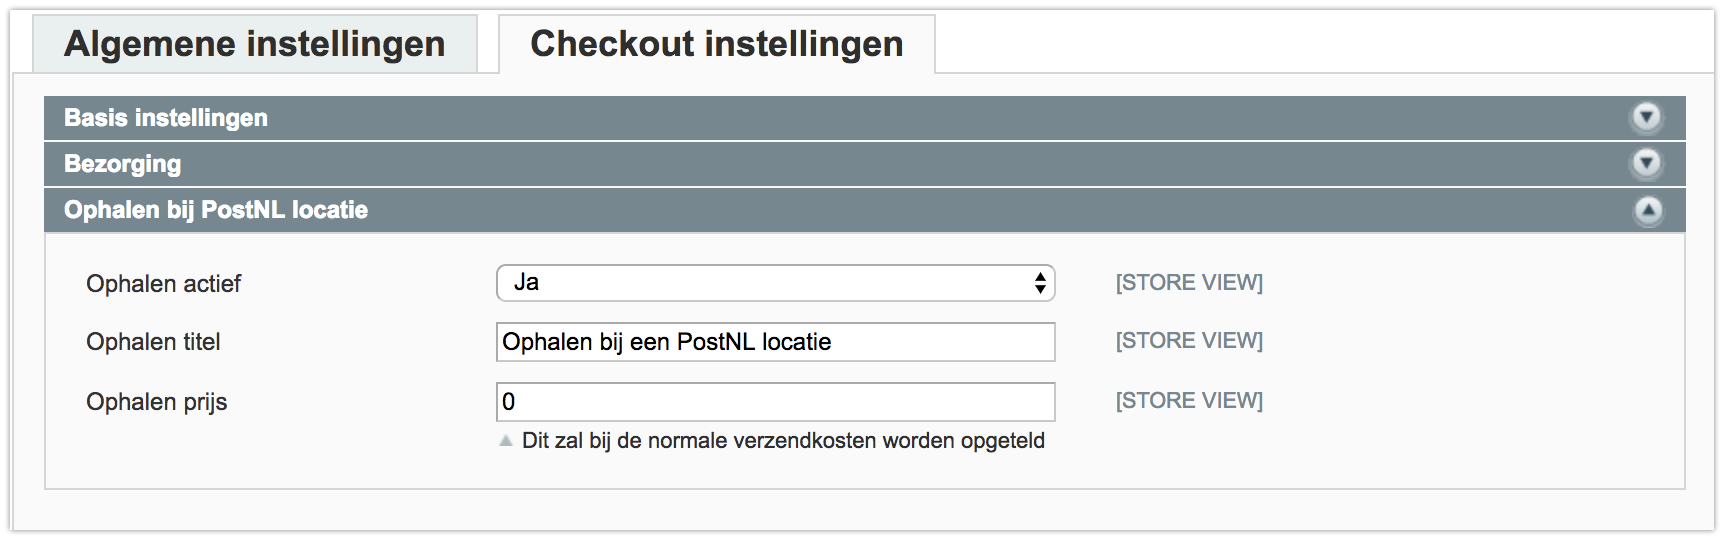 Algemene instellingen Checkout instellingen
Basis instellingen
Bezorging
Ophalen bij PostNL locatie
Ophalen actief Ja [STORE VIEW]
Ophalen titel Ophalen bij een PostNL locatie [STORE VIEW]
Ophalen prijs 0 [STORE VIEW]
Dit zal bij de normale verzendkosten worden opgeteld